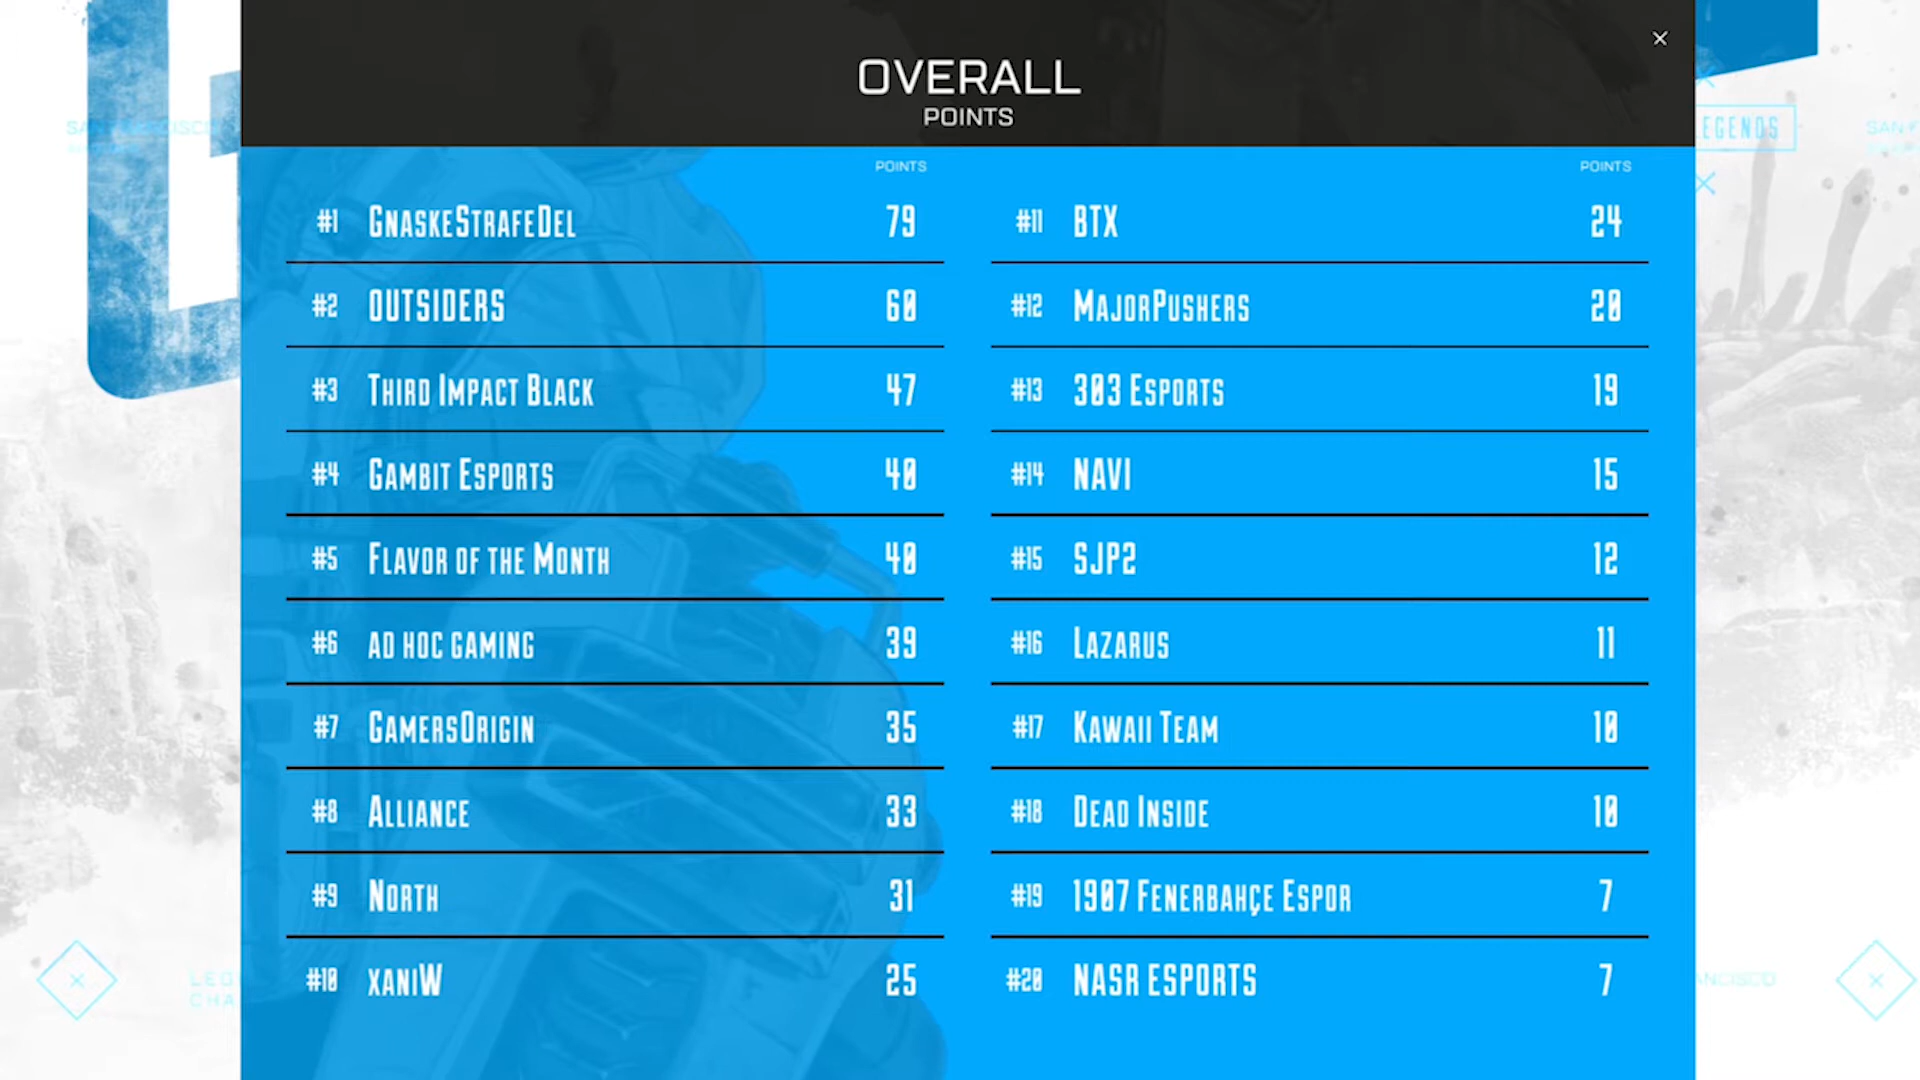 OVERALL
POINTS
POINTS
#1 GnaskeStrafeDel 79
#2 OUTSIDERS 60
#3 Third Impact Black 47
#4 Gambit Esports 40
#5 Flavor of the Month 40
#6 ad hoc gaming 39
#7 GamersOrigin 35
#8 Alliance 33
#9 North 31
#10 xaniW 25
POINTS
#11 BTX 24
#12 MajorPushers 20
#13 303 Esports 19
#14 NAVI 15
#15 SJP2 12
#16 Lazarus 11
#17 Kawaii Team 10
#18 Dead Inside 10
#19 1907 Fenerbahçe Espor 7
#20 NASR ESPORTS 7